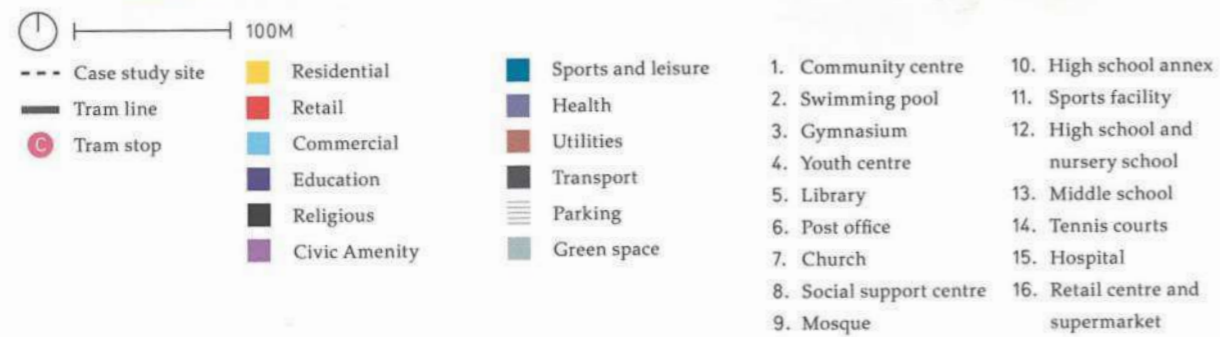 100M
Case study site
Tram line
C Tram stop
Residential
Retail
Commercial
Education
Religious
Civic Amenity
Sports and leisure
Health
Utilities
Transport
Parking
Green space
1. Community centre
2. Swimming pool
3. Gymnasium
4. Youth centre
5. Library
6. Post office
7. Church
8. Social support centre
9. Mosque
10. High school annex
11. Sports facility
12. High school and
nursery school
13. Middle school
14. Tennis courts
15. Hospital
16. Retail centre and
supermarket